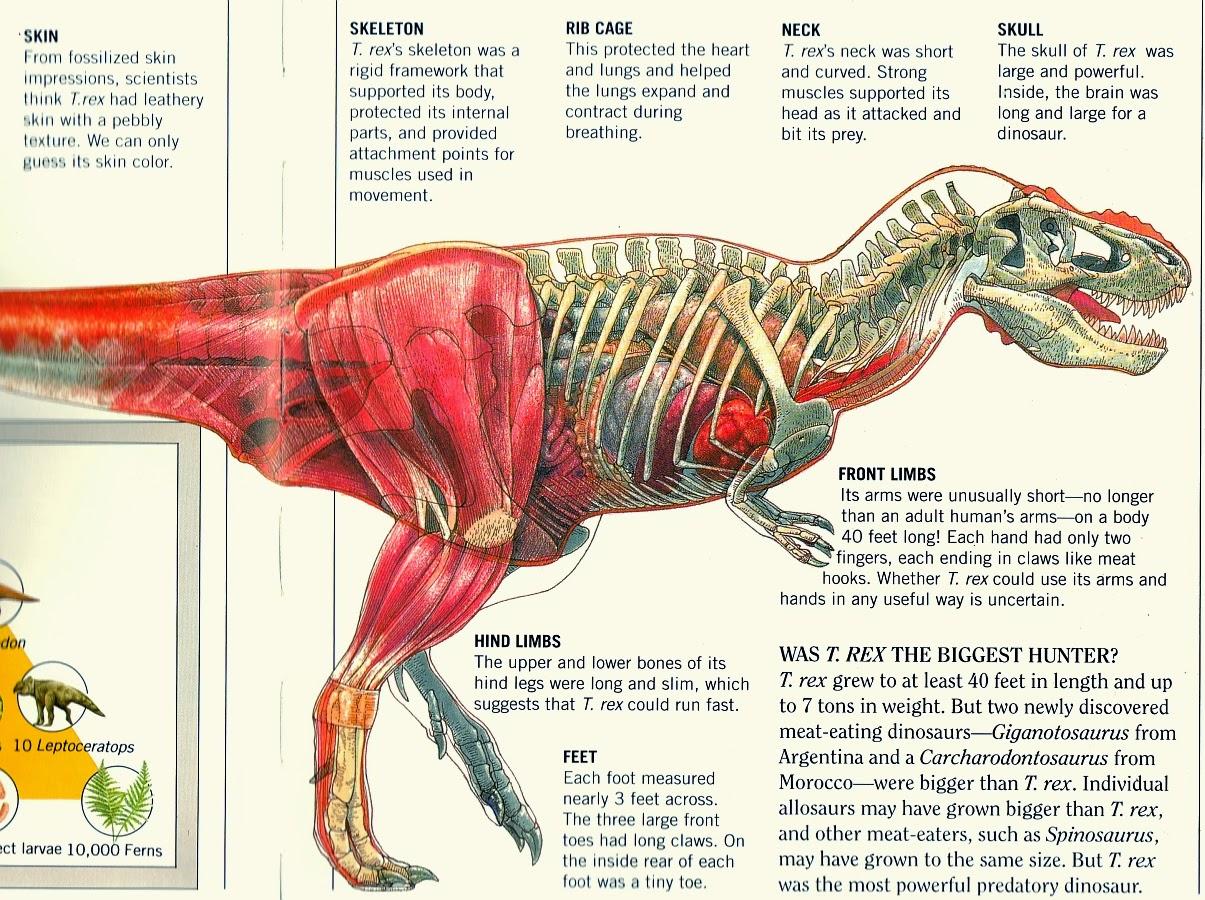 SKIN
From fossilized skin
impressions, scientists
think T.rex had leathery
skin with a pebbly
texture. We can only
guess its skin color.
SKELETON
T. rex's skeleton was a
rigid framework that
supported its body,
protected its internal
parts, and provided
attachment points for
muscles used in
movement.
RIB CAGE
This protected the heart
and lungs and helped
the lungs expand and
contract during
breathing.
NECK
T. rex's neck was short
and curved. Strong
muscles supported its
head as it attacked and
bit its prey.
SKULL
The skull of T. rex was
large and powerful.
Inside, the brain was
long and large for a
dinosaur.
FRONT LIMBS
Its arms were unusually short—no longer
than an adult human's arms—on a body
40 feet long! Each hand had only two
fingers, each ending in claws like meat
hooks. Whether T. rex could use its arms and
hands in any useful way is uncertain.
HIND LIMBS
The upper and lower bones of its
hind legs were long and slim, which
suggests that T. rex could run fast.
FEET
Each foot measured
nearly 3 feet across.
The three large front
toes had long claws. On
the inside rear of each
foot was a tiny toe.
WAS T. REX THE BIGGEST HUNTER?
T. rex grew to at least 40 feet in length and up
to 7 tons in weight. But two newly discovered
meat-eating dinosaurs—Giganotosaurus from
Argentina and a Carcharodontosaurus from
Morocco—were bigger than T. rex. Individual
allosaurs may have grown bigger than T. rex,
and other meat-eaters, such as Spinosaurus,
may have grown to the same size. But T. rex
was the most powerful predatory dinosaur.
don
s 10 Leptoceratops
ect larvae 10,000 Ferns